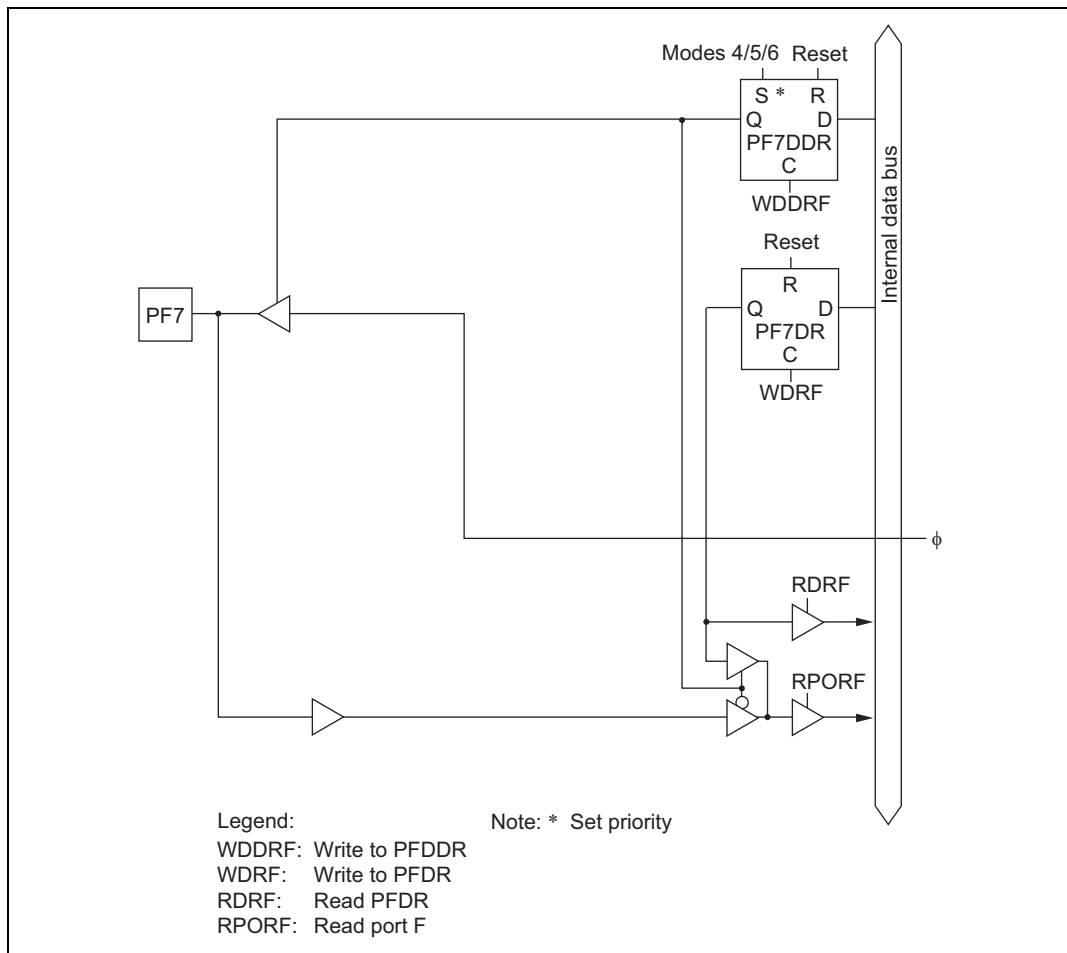 Modes 4/5/6 Reset
S * R
Q D
PF7DDR
C
WDDRF
Internal data bus
Reset
R
PF7
Q D
PF7DR
C
WDRF
ϕ
RDRF
RPORF
Legend:
Note: * Set priority
WDDRF: Write to PFDDR
WDRF: Write to PFDR
RDRF: Read PFDR
RPORF: Read port F